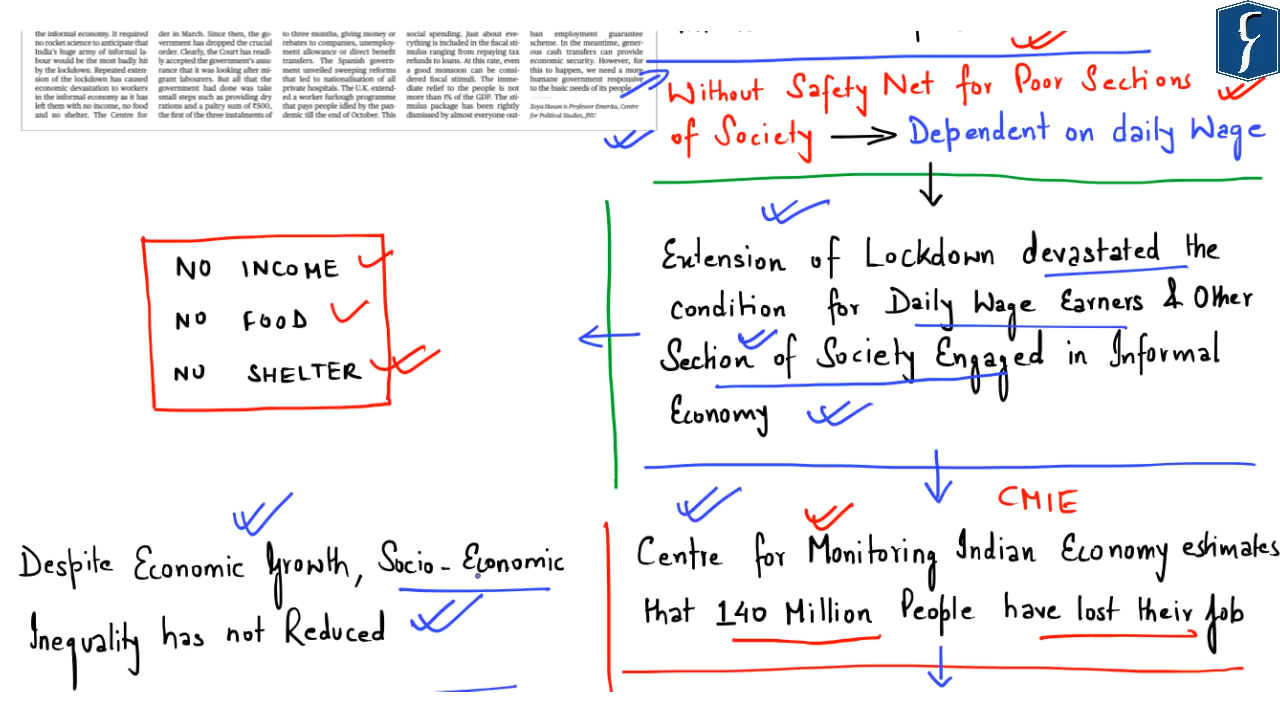 the informal economy. It required
no rocket science to anticipate that
India's huge army of informal la-
bour would be the most badly hit
by the lockdown. Repeated exten-
sion of the lockdown has caused
economic devastation to workers
in the informal economy as it has
left them with no income, no food
and no shelter. The Centre for
der in March. Since then, the go-
vernment has dropped the crucial
order. Clearly, the Court has readi-
ly accepted the government's assu-
rance that it was looking after mi-
grant labourers. But all that the
government had done was take
small steps such as providing dry
rations and a paltry sum of ₹500,
the first of the three instalments of
to three months, giving money or
rebates to companies, unemploy-
ment allowance or direct benefit
transfers. The Spanish govern-
ment unveiled sweeping reforms
that led to nationalisation of all
private hospitals. The U.K. extend-
ed a worker furlough programme
that pays people idled by the pan-
demic till the end of October. This
social spending. Just about eve-
rything is included in the fiscal sti-
mulus ranging from repaying tax
refunds to loans. At this rate, even
a good monsoon can be consi-
dered fiscal stimuli. The imme-
diate relief to the people is not
more than 1% of the GDP. The sti-
mulus package has been rightly
dismissed by almost everyone out-
ban employment guarantee
scheme. In the meantime, gener-
ous cash transfers can provide
economic security. However, for
this to happen, we need a more
humane government responsive
to the basic needs of its people.
Zoya Hasan is Professor Emerita, Centre
for Political Studies, JNU
Without Safety Net for Poor Sections
of Society → Dependent on daily Wage
Extension of Lockdown devastated the
condition for Daily Wage Earners & Other
Section of Society Engaged in Informal
Economy
NO INCOME
NO FOOD
NO SHELTER
CMIE
Centre for Monitoring Indian Economy estimates
that 140 Million People have lost their job
Despite Economic Growth, Socio-Economic
Inequality has not Reduced